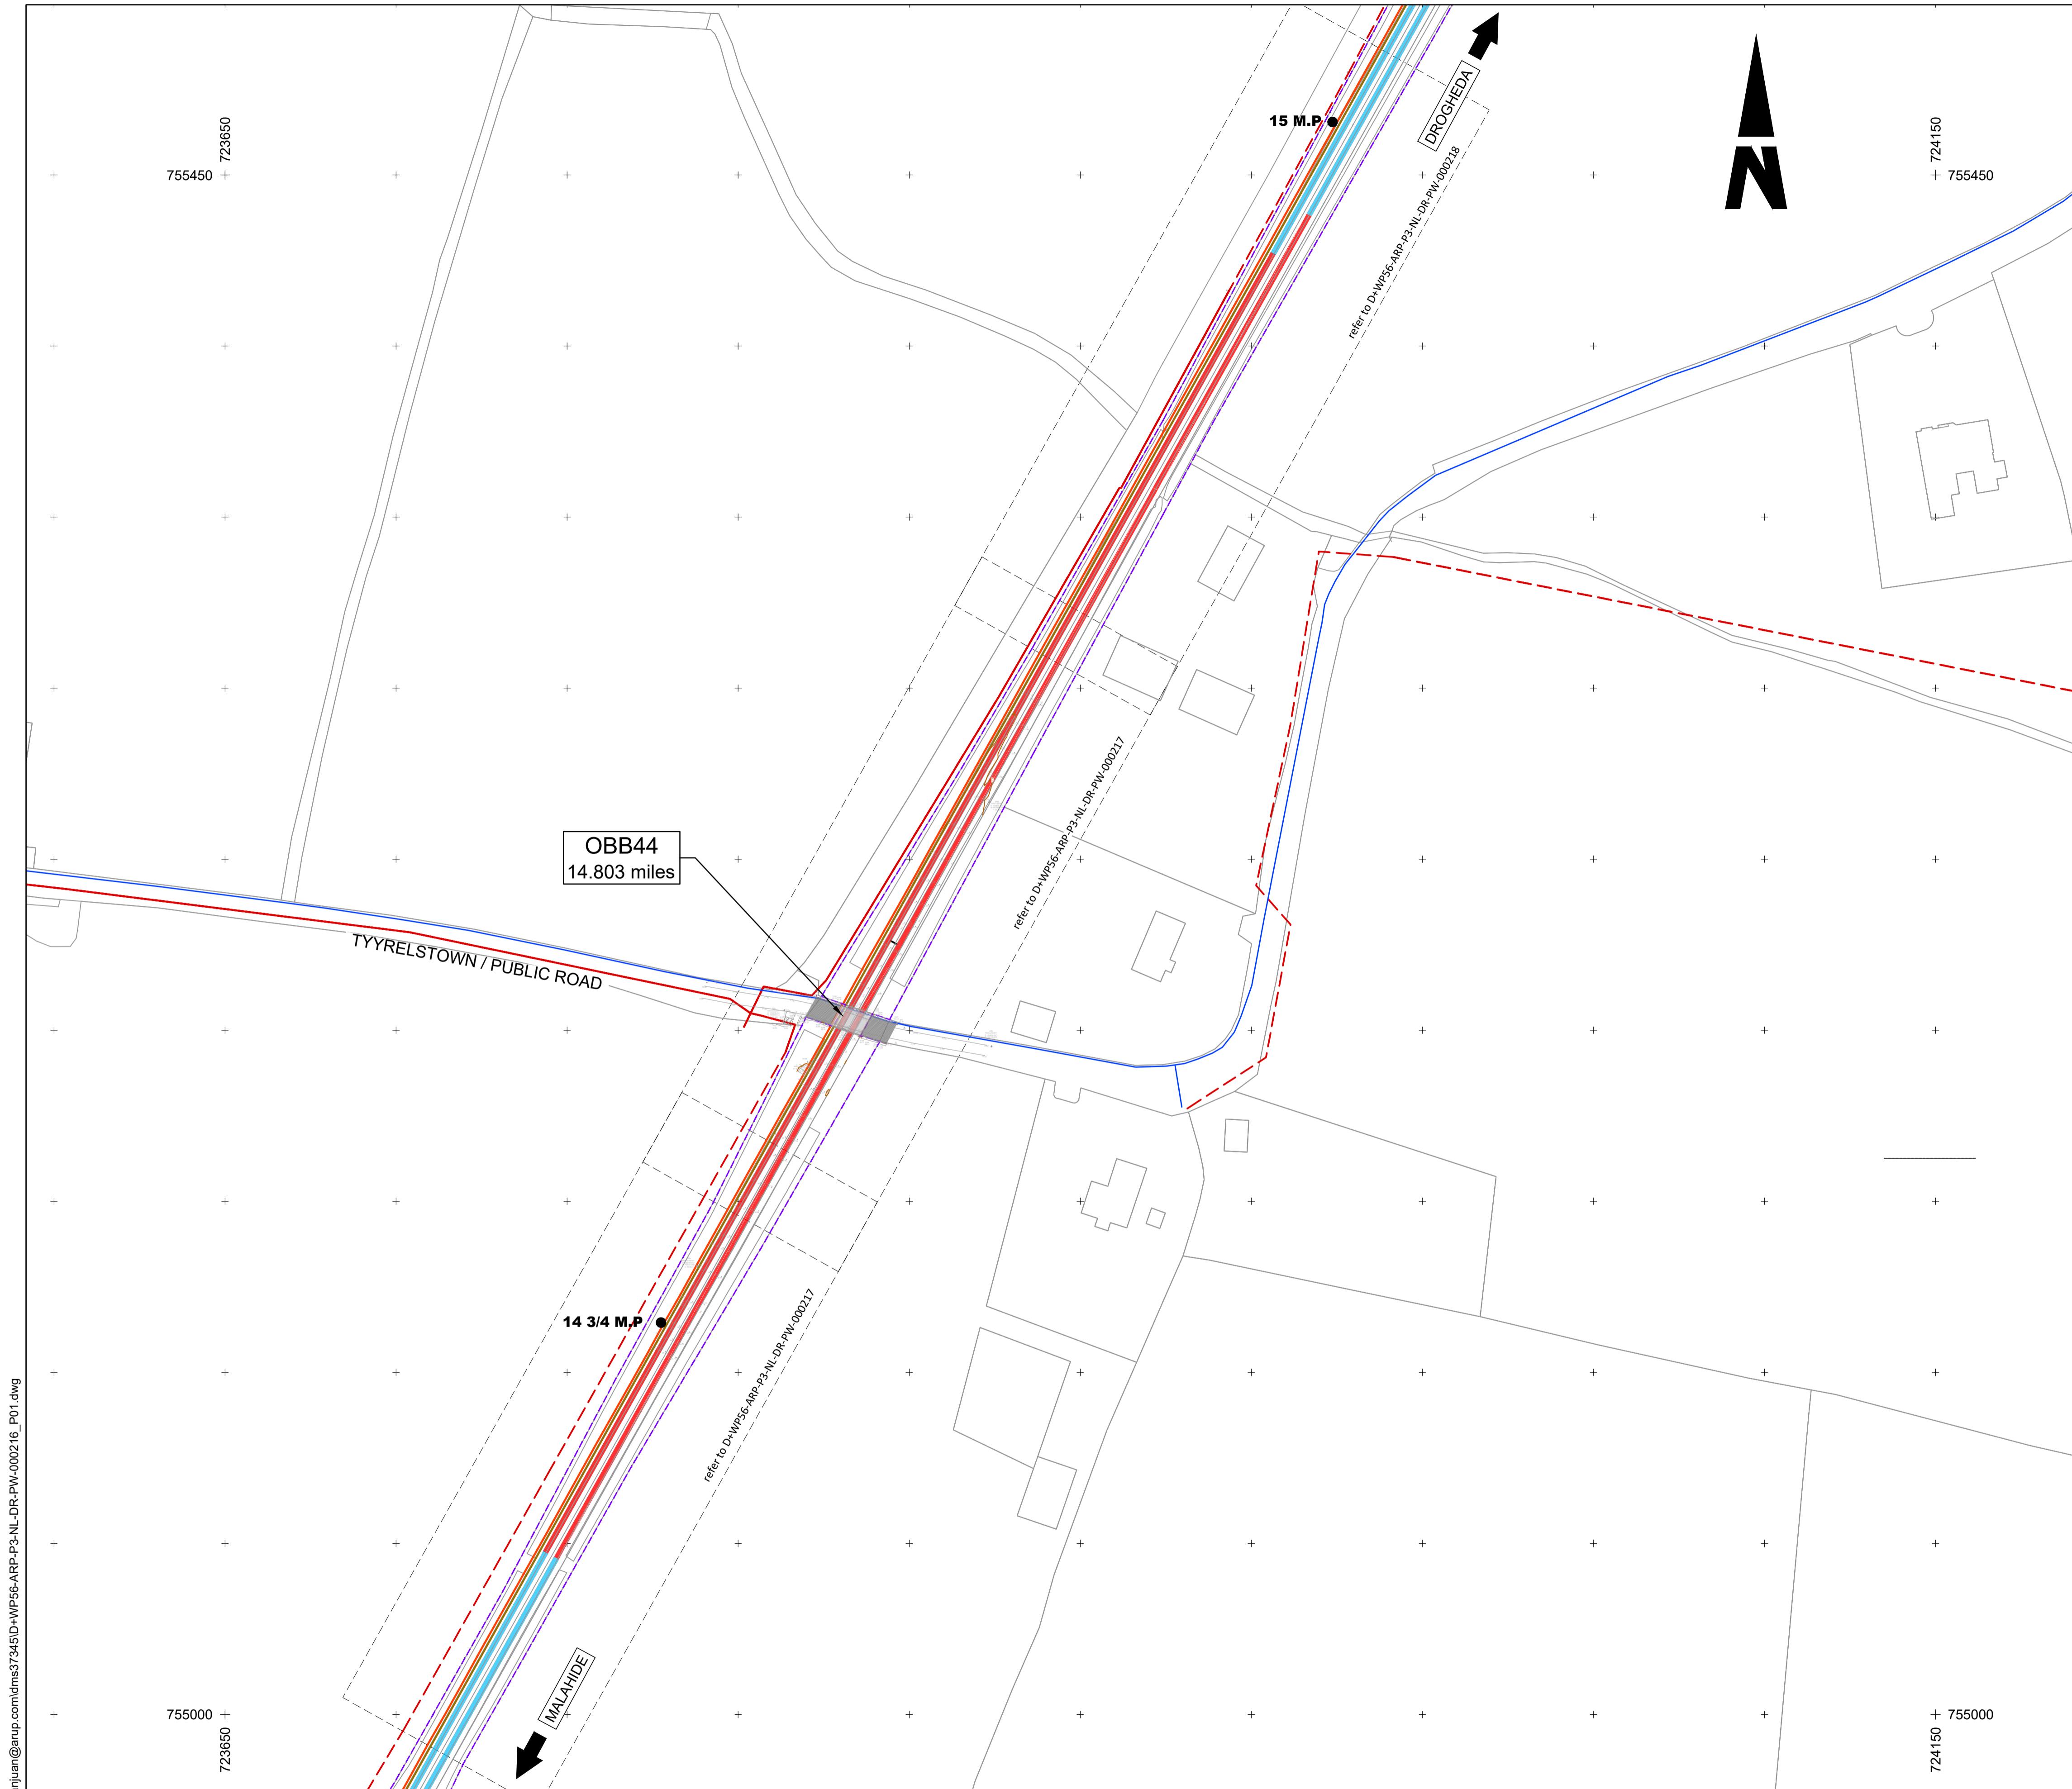 DROGHEDA
15 M.P
723650
724150
755450
755450
refer to D+WP56-ARP-P3-NL-DR-PW-000218
refer to D+WP56-ARP-P3-NL-DR-PW-000217
OBB44
14.803 miles
TYYRELSTOWN / PUBLIC ROAD
14 3/4 M.P
refer to D+WP56-ARP-P3-NL-DR-PW-000217
MALAHIDE
755000
755000
723650
724150
njuan@arup.com\dms37345\D+WP56-ARP-P3-NL-DR-PW-000216_P01.dwg
N